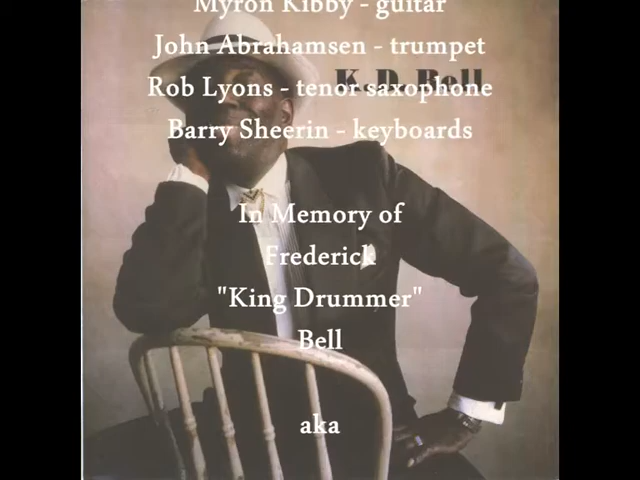 Myron Kibby - guitar
John Abrahamsen - trumpet
K.D. Bell
Rob Lyons - tenor saxophone
Barry Sheerin - keyboards
In Memory of
Frederick
"King Drummer"
Bell
aka